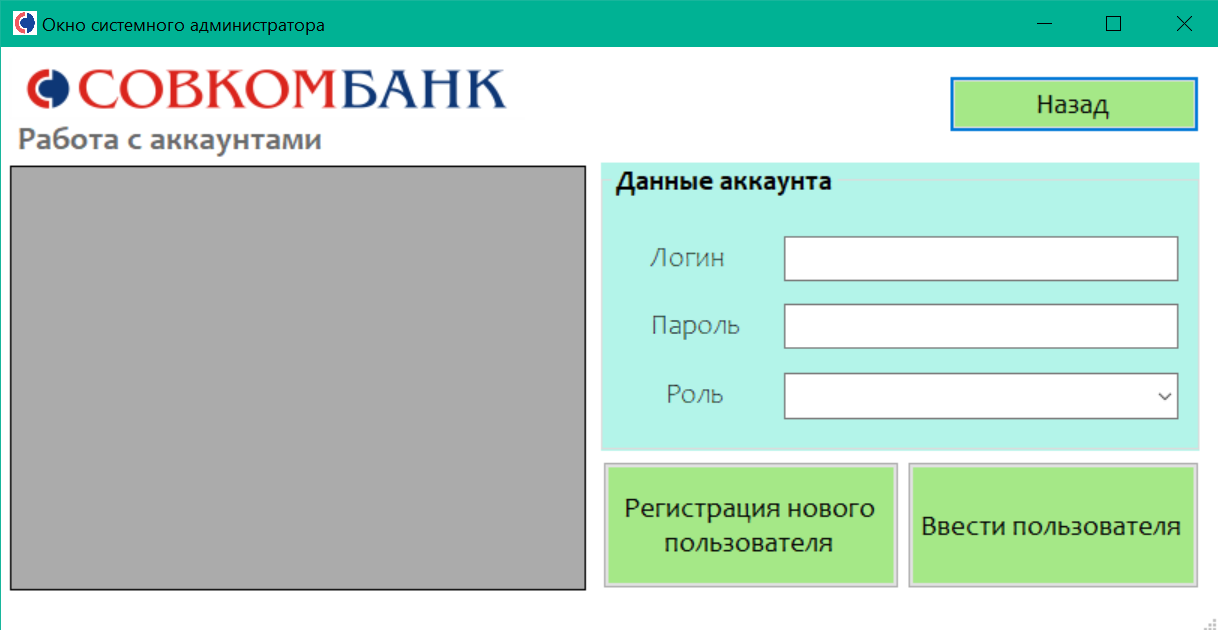 Окно системного администратора
СОВКОМБАНК
Назад
Работа с аккаунтами
Данные аккаунта
Логин
Пароль
Роль
Регистрация нового
пользователя
Ввести пользователя